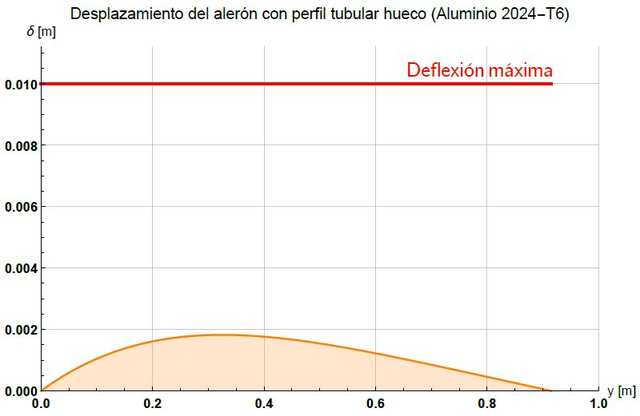 Desplazamiento del alerón con perfil tubular hueco (Aluminio 2024−T6)
δ [m]
Deflexión máxima
0.010
0.008
0.006
0.004
0.002
0.000
0.0 0.2 0.4 0.6 0.8 1.0
y [m]